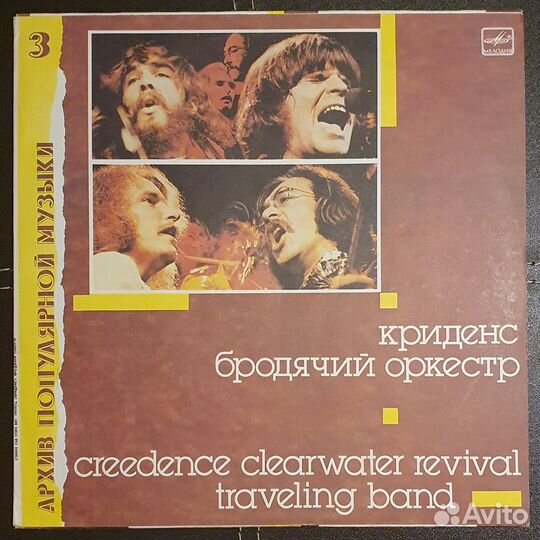 3
МЕЛОДИЯ
АРХИВ ПОПУЛЯРНОЙ МУЗЫКИ
криденс
бродячий оркестр
creedence clearwater revival
traveling band
Avito